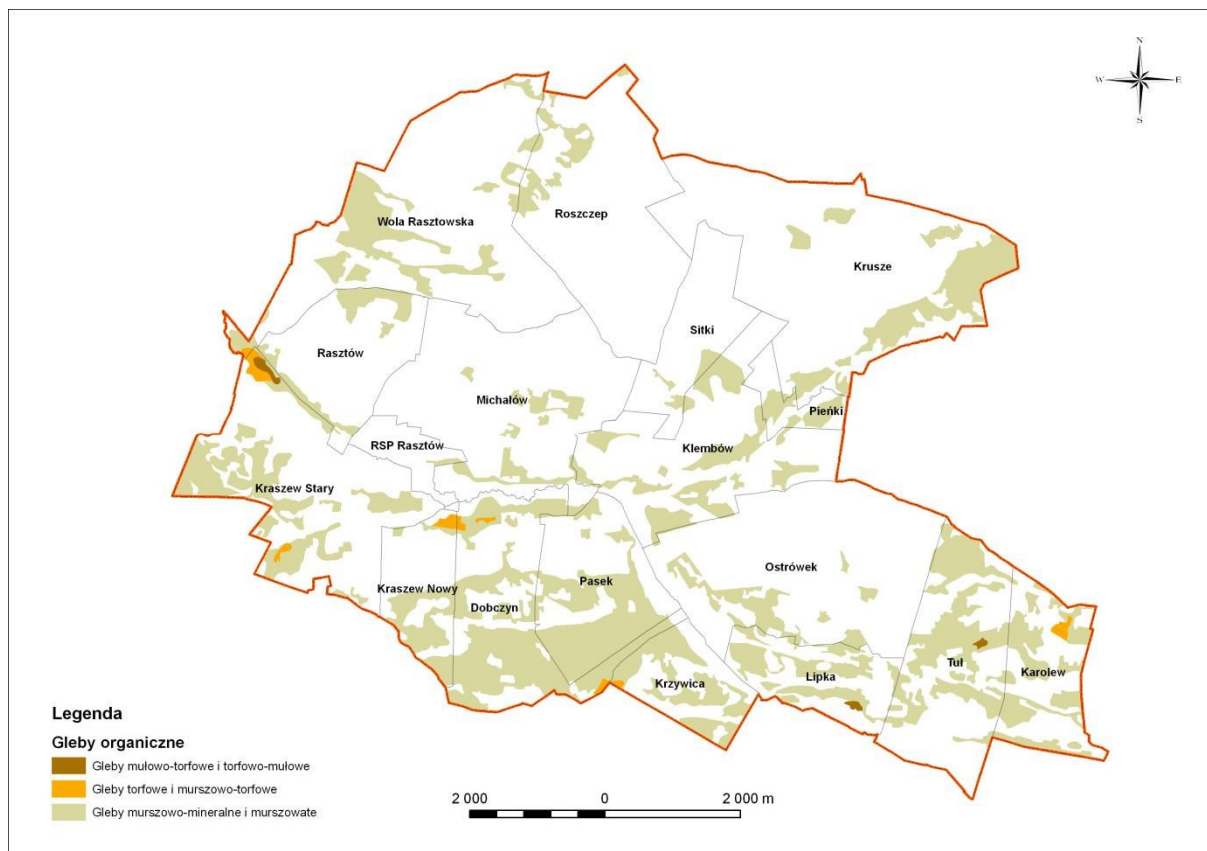 N
W E
S
Wola Rasztowska
Roszczep
Krusze
Sitki
Rasztów
Michałów
Pieńki
RSP Rasztów
Klembów
Kraszew Stary
Ostrówek
Kraszew Nowy
Pasek
Dobczyn
Tuł
Karolew
Lipka
Krzywica
Legenda
Gleby organiczne
Gleby mułowo-torfowe i torfowo-mułowe
Gleby torfowe i murszowo-torfowe
Gleby murszowo-mineralne i murszowate
2 000 0 2 000 m